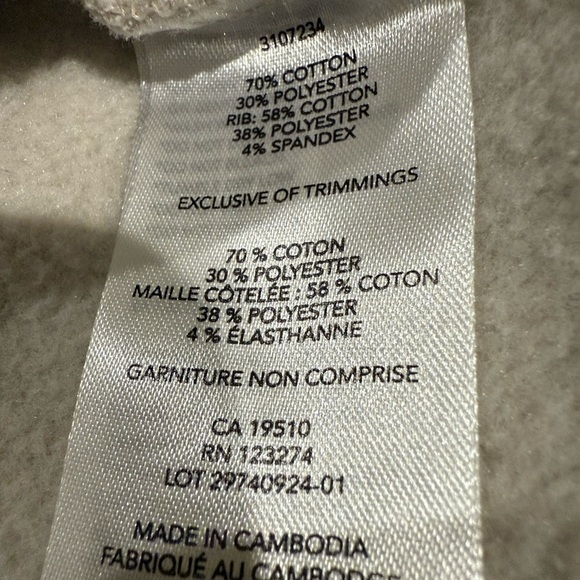 3107234
70% COTTON
30% POLYESTER
RIB: 58% COTTON
38% POLYESTER
4% SPANDEX
EXCLUSIVE OF TRIMMINGS
70 % COTON
30 % POLYESTER
MAILLE CÔTELÉE : 58 % COTON
38 % POLYESTER
4 % ÉLASTHANNE
GARNITURE NON COMPRISE
CA 19510
RN 123274
LOT 29740924-01
MADE IN CAMBODIA
FABRIQUÉ AU CAMBODGE